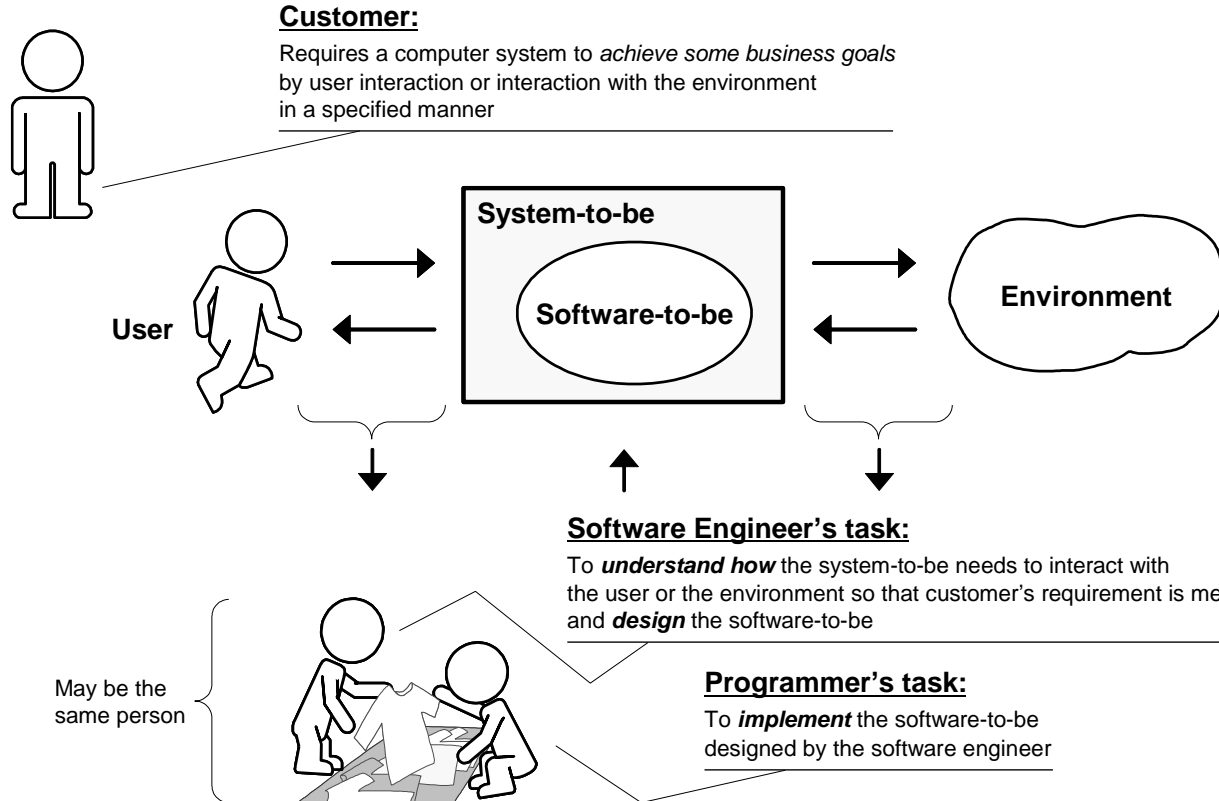 Customer:
Requires a computer system to achieve some business goals
by user interaction or interaction with the environment
in a specified manner
System-to-be
Software-to-be
User
Environment
Software Engineer’s task:
To understand how the system-to-be needs to interact with
the user or the environment so that customer’s requirement is me
and design the software-to-be
May be the
same person
Programmer’s task:
To implement the software-to-be
designed by the software engineer